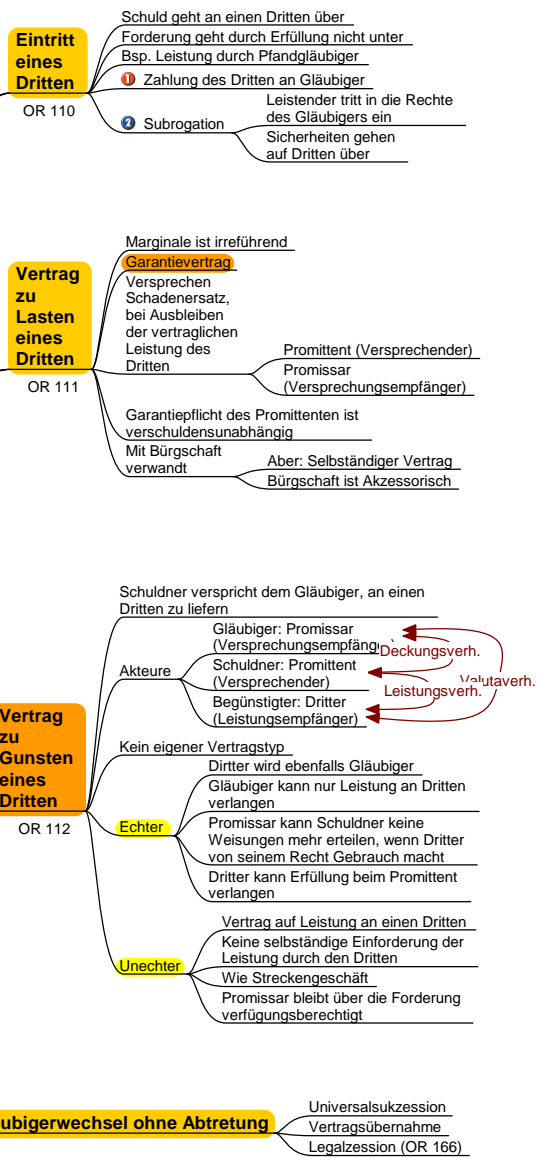 Eintritt
eines
Dritten
OR 110
Schuld geht an einen Dritten über
Forderung geht durch Erfüllung nicht unter
Bsp. Leistung durch Pfandgläubiger
1 Zahlung des Dritten an Gläubiger
2 Subrogation
Leistender tritt in die Rechte
des Gläubigers ein
Sicherheiten gehen
auf Dritten über
Vertrag
zu
Lasten
eines
Dritten
OR 111
Marginale ist irreführend
Garantievertrag
Versprechen
Schadenersatz,
bei Ausbleiben
der vertraglichen
Leistung des
Dritten
Promittent (Versprechender)
Promissar
(Versprechungsempfänger)
Garantiepflicht des Promittenten ist
verschuldensunabhängig
Mit Bürgschaft
verwandt
Aber: Selbständiger Vertrag
Bürgschaft ist Akzessorisch
Vertrag
zu
Gunsten
eines
Dritten
OR 112
Schuldner verspricht dem Gläubiger, an einen
Dritten zu liefern
Akteure
Gläubiger: Promissar
(Versprechungsempfänger)
Schuldner: Promittent
(Versprechender)
Begünstigter: Dritter
(Leistungsempfänger)
Deckungsverh.
Valutaverh.
Leistungsverh.
Kein eigener Vertragstyp
Echter
Dirtter wird ebenfalls Gläubiger
Gläubiger kann nur Leistung an Dritten
verlangen
Promissar kann Schuldner keine
Weisungen mehr erteilen, wenn Dritter
von seinem Recht Gebrauch macht
Dritter kann Erfüllung beim Promittent
verlangen
Unechter
Vertrag auf Leistung an einen Dritten
Keine selbständige Einforderung der
Leistung durch den Dritten
Wie Streckengeschäft
Promissar bleibt über die Forderung
verfügungsberechtigt
ubigerwechsel ohne Abtretung
Universalsukzession
Vertragsübernahme
Legalzession (OR 166)